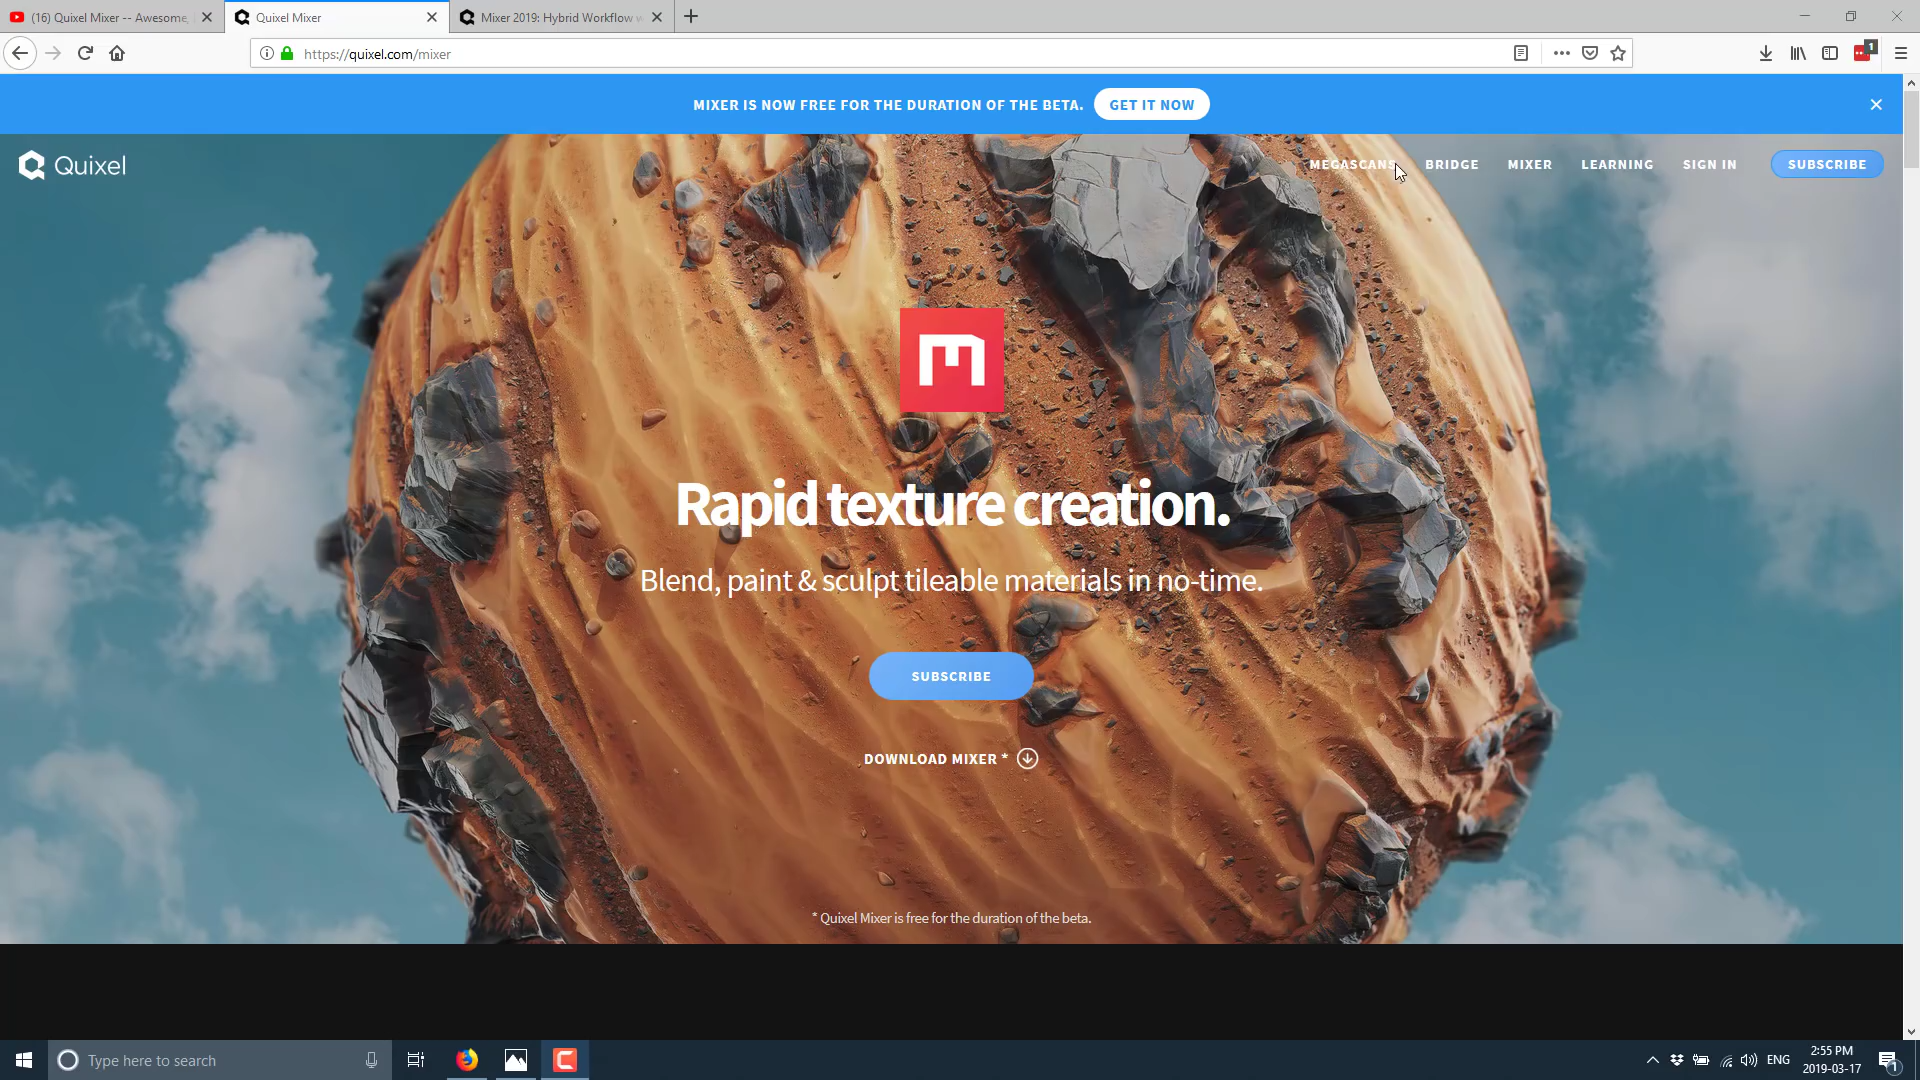 (16) Quixel Mixer -- Awesome,
Quixel Mixer
Mixer 2019: Hybrid Workflow w
https://quixel.com/mixer
1
MIXER IS NOW FREE FOR THE DURATION OF THE BETA.
GET IT NOW
Quixel
MEGASCANS
BRIDGE
MIXER
LEARNING
SIGN IN
SUBSCRIBE
Rapid texture creation.
Blend, paint & sculpt tileable materials in no-time.
SUBSCRIBE
DOWNLOAD MIXER *
* Quixel Mixer is free for the duration of the beta.
Type here to search
ENG
2:55 PM
2019-03-17
1